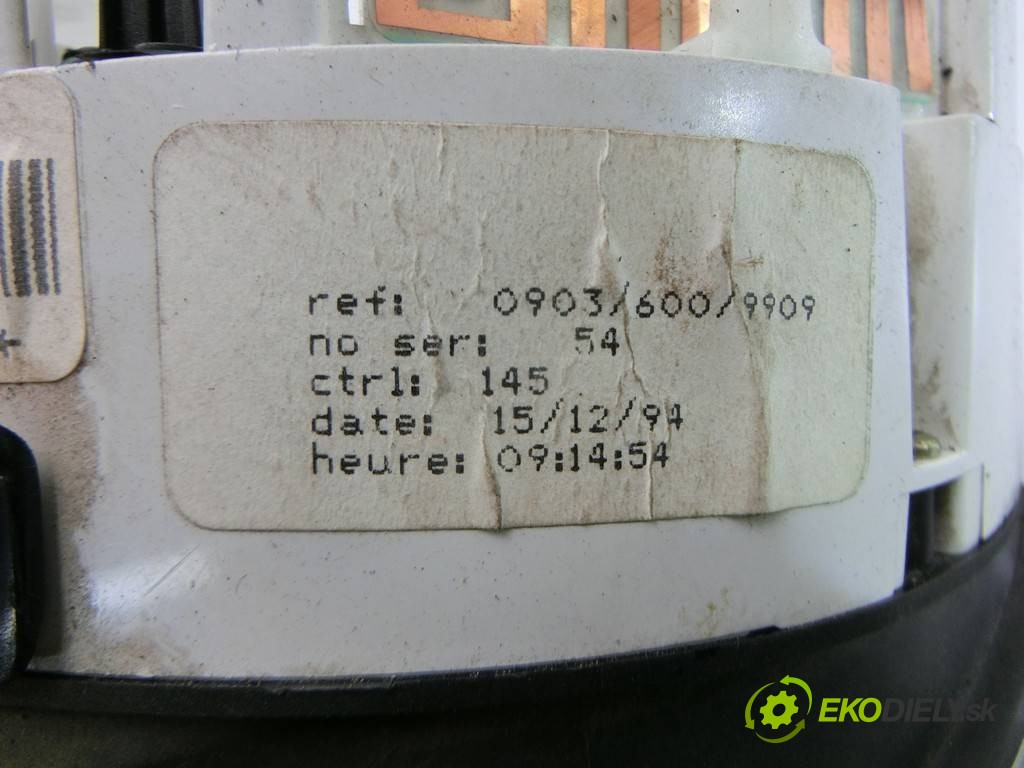 ref: 0903/600/9909
no ser: 54
ctrl: 145
date: 15/12/94
heure: 09:14:54
EKODIELY.sk